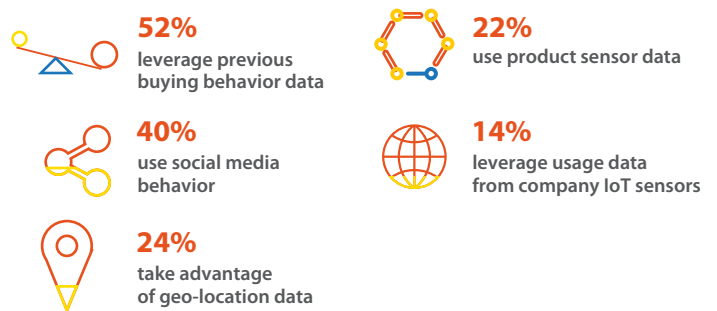 52%
leverage previous
buying behavior data
40%
use social media
behavior
24%
take advantage
of geo-location data
22%
use product sensor data
14%
leverage usage data
from company IoT sensors